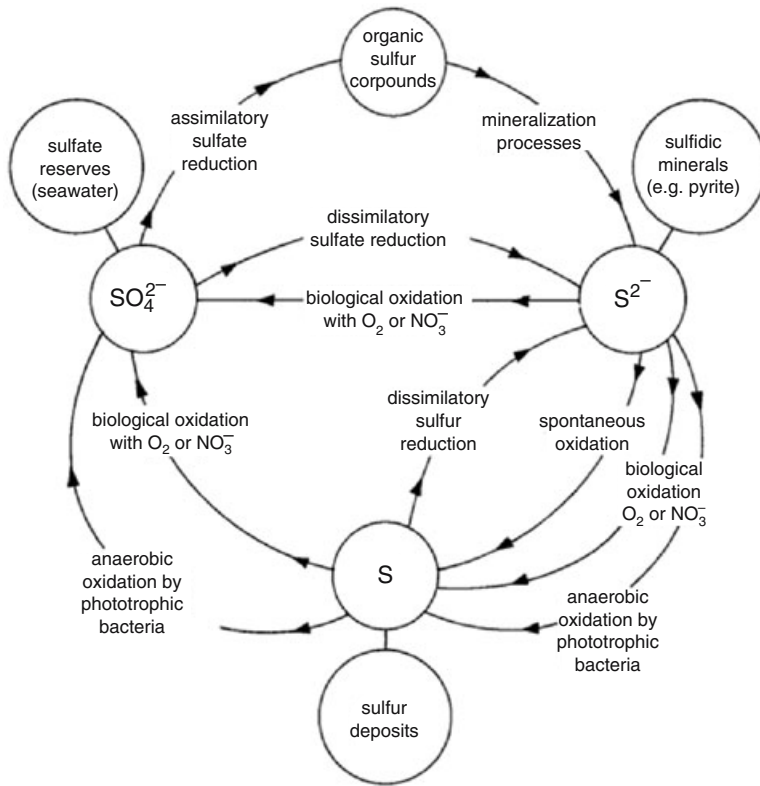 organic
sulfur
corpounds
assimilatory
sulfate
reduction
mineralization
processes
sulfate
reserves
(seawater)
sulfidic
minerals
(e.g. pyrite)
dissimilatory
sulfate reduction
SO₄²⁻
S²⁻
biological oxidation
with O₂ or NO₃⁻
dissimilatory
sulfur
reduction
biological oxidation
with O₂ or NO₃⁻
spontaneous
oxidation
biological
oxidation
O₂ or NO₃⁻
anaerobic
oxidation by
phototrophic
bacteria
S
anaerobic
oxidation by
phototrophic
bacteria
sulfur
deposits